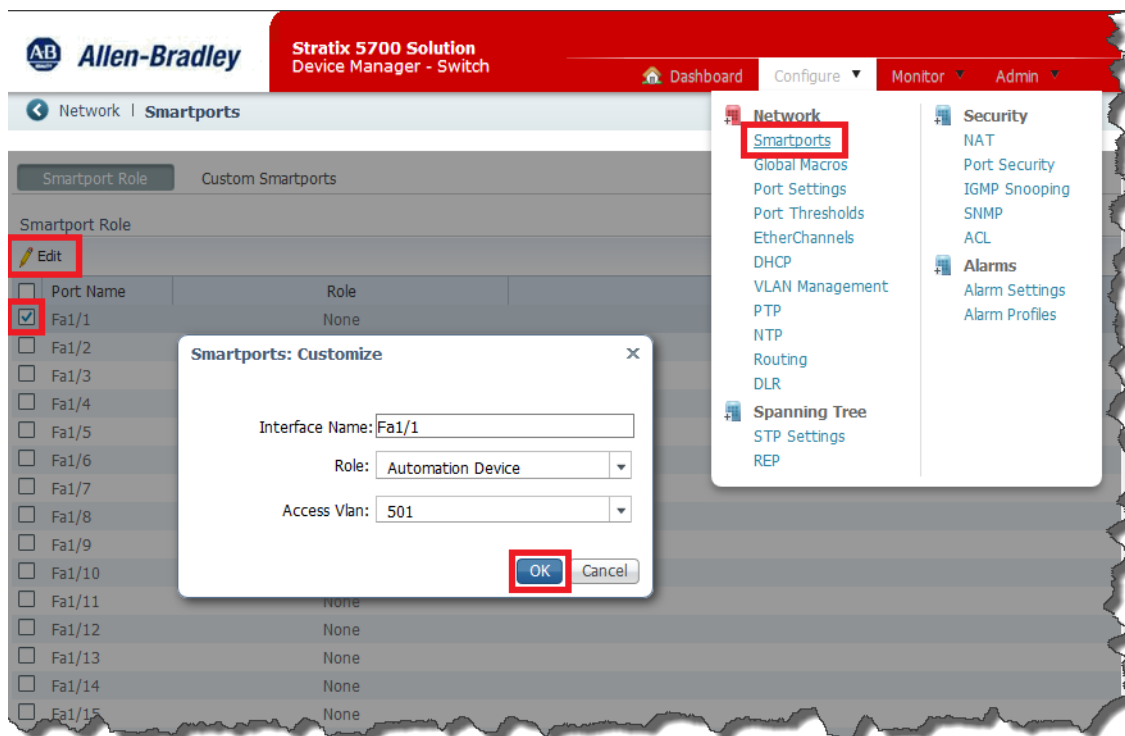 AB Allen-Bradley
Stratix 5700 Solution
Device Manager - Switch
Dashboard Configure ▼ Monitor ▼ Admin ▼
Network | Smartports
Network
Smartports
Global Macros
Port Settings
Port Thresholds
EtherChannels
DHCP
VLAN Management
PTP
NTP
Routing
DLR
Spanning Tree
STP Settings
REP
Security
NAT
Port Security
IGMP Snooping
SNMP
ACL
Alarms
Alarm Settings
Alarm Profiles
Smartport Role Custom Smartports
Smartport Role
Edit
Port Name Role
Fa1/1 None
Fa1/2
Fa1/3
Fa1/4
Fa1/5
Fa1/6
Fa1/7
Fa1/8
Fa1/9
Fa1/10
Fa1/11 None
Fa1/12 None
Fa1/13 None
Fa1/14 None
Fa1/15 None
Smartports: Customize
Interface Name: Fa1/1
Role: Automation Device
Access Vlan: 501
OK Cancel